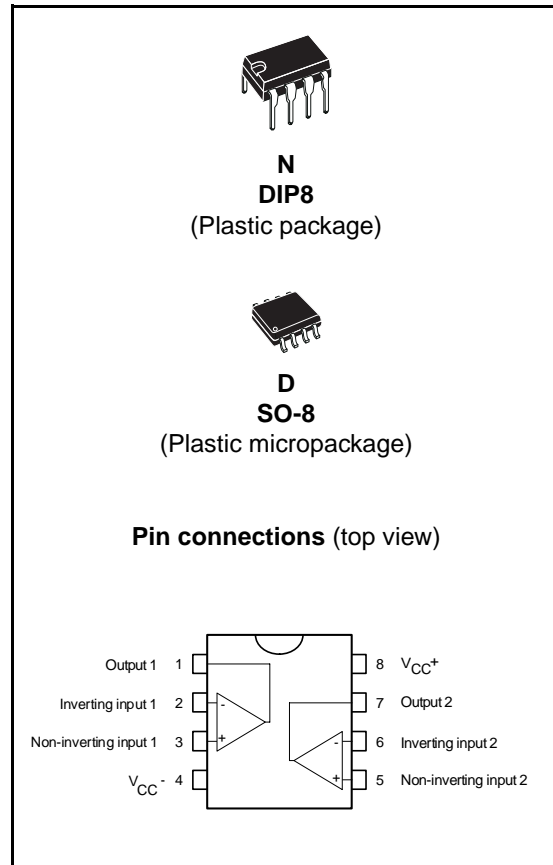 N
DIP8
(Plastic package)
D
SO-8
(Plastic micropackage)
Pin connections (top view)
Output 1 1
Inverting input 1 2
Non-inverting input 1 3
VCC - 4
8 VCC+
7 Output 2
6 Inverting input 2
5 Non-inverting input 2
-
+
-
+